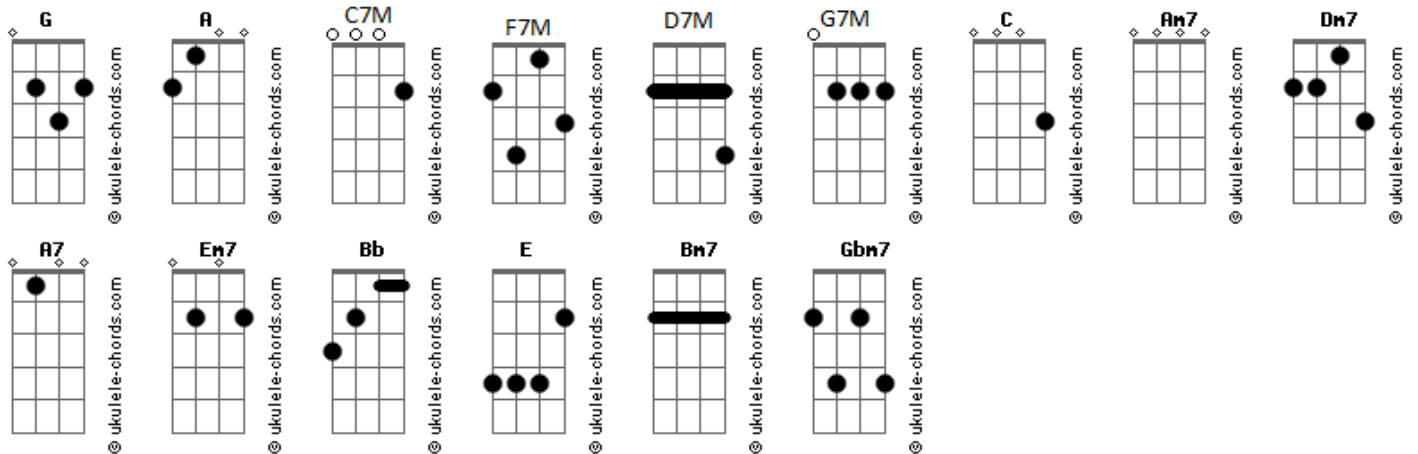 G A C7M F7M D7M G7M C Am7 Dm7
© ukulele-chords.com © ukulele-chords.com © ukulele-chords.com © ukulele-chords.com © ukulele-chords.com © ukulele-chords.com © ukulele-chords.com © ukulele-chords.com © ukulele-chords.com
A7 Em7 Bb E Bm7 Gbm7
© ukulele-chords.com © ukulele-chords.com © ukulele-chords.com © ukulele-chords.com © ukulele-chords.com © ukulele-chords.com